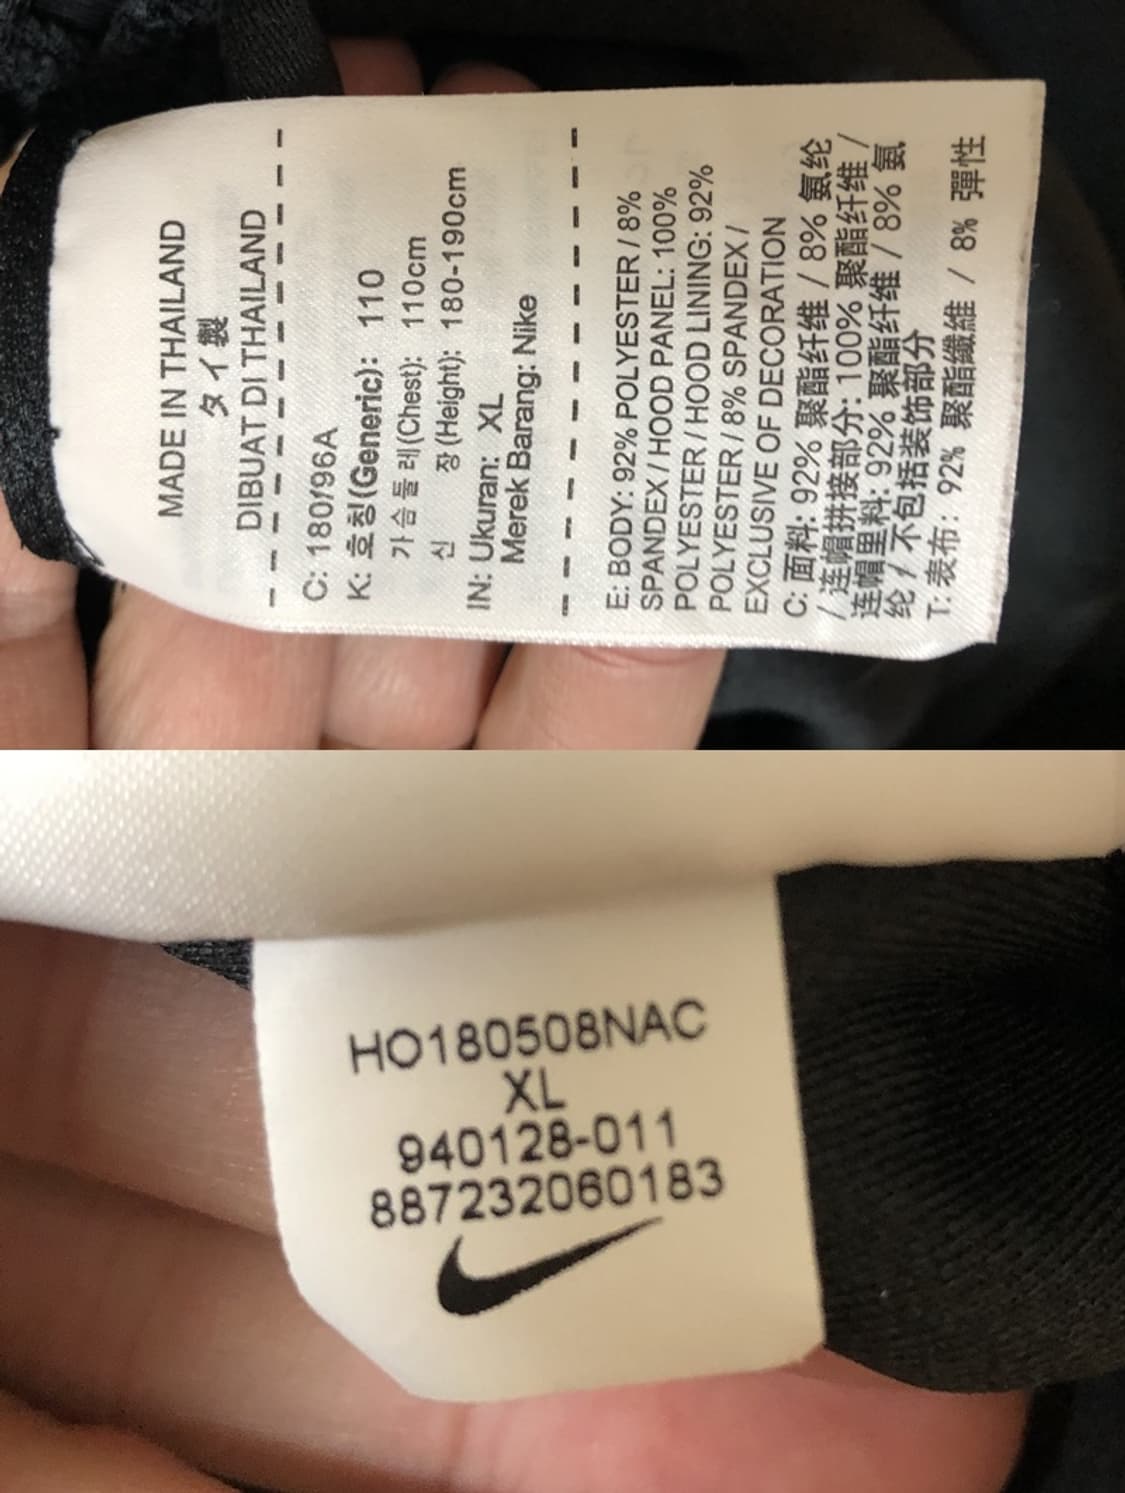 MADE IN THAILAND
タイ製
DIBUAT DI THAILAND
C: 180/96A
K: 호칭(Generic): 110
가슴둘레(Chest): 110cm
신 장(Height): 180-190cm
IN: Ukuran: XL
Merek Barang: Nike
E: BODY: 92% POLYESTER / 8%
SPANDEX / HOOD PANEL: 100%
POLYESTER / HOOD LINING: 92%
POLYESTER / 8% SPANDEX /
EXCLUSIVE OF DECORATION
C: 面料: 92% 聚酯纤维 / 8% 氨纶
/ 连帽拼接部分: 100% 聚酯纤维 /
连帽里料: 92% 聚酯纤维 / 8% 氨
纶 / 不包括装饰部分
T: 表布: 92% 聚酯纖維 / 8% 彈性
HO180508NAC
XL
940128-011
887232060183